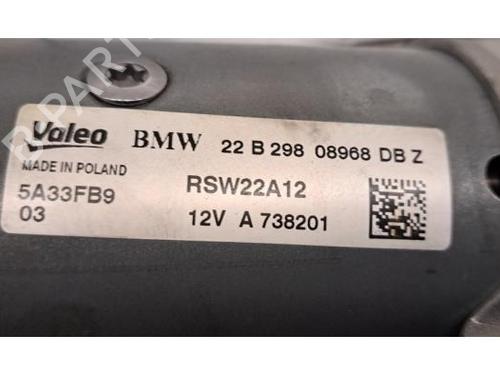 Valeo BMW 22 B 298 08968 DB Z
MADE IN POLAND
5A33FB9 RSW22A12
03 12V A 738201